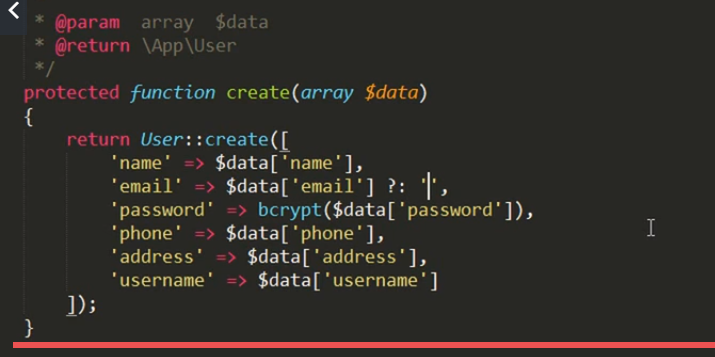 * @param array $data
* @return \App\User
*/
protected function create(array $data)
{
return User::create([
'name' => $data['name'],
'email' => $data['email'] ?: '',
'password' => bcrypt($data['password']),
'phone' => $data['phone'],
'address' => $data['address'],
'username' => $data['username']
]);
}